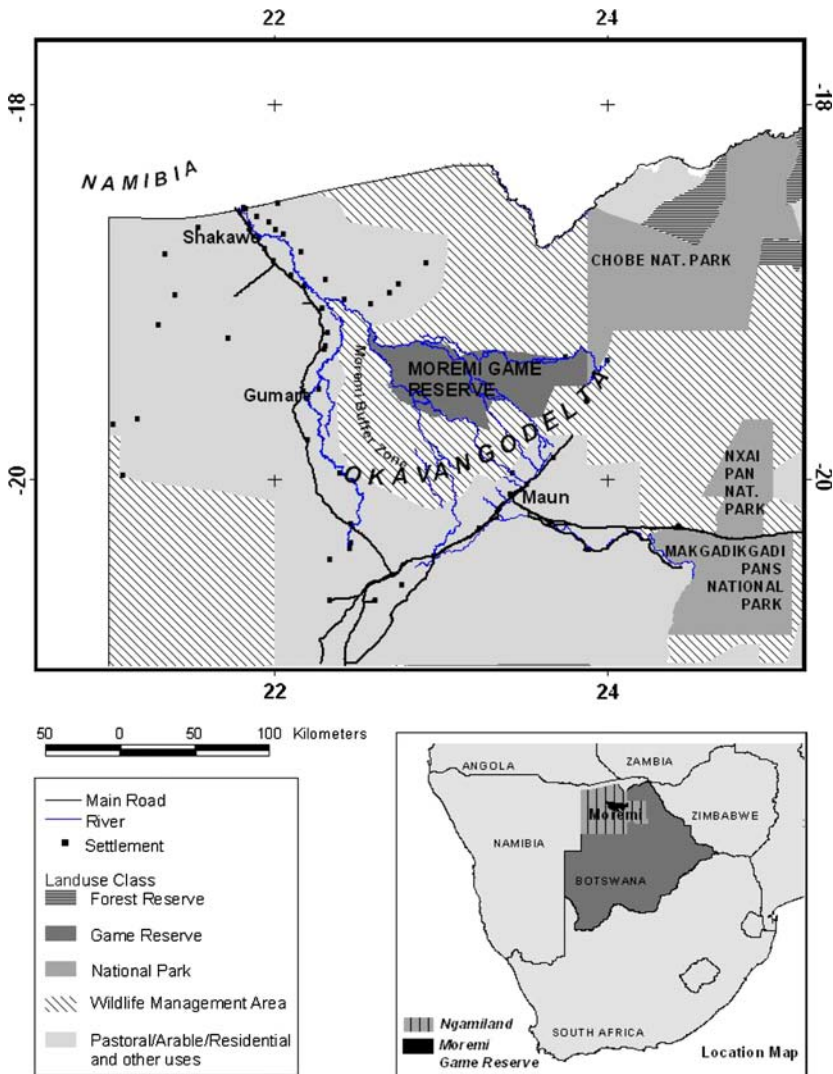 22
24
-18
-18
NAMIBIA
Shakawe
CHOBE NAT. PARK
MOREMI GAME
RESERVE
Gumare
Moremi Buffer Zone
OKAVANGODELTA
-20
-20
Maun
NXAI
PAN
NAT.
PARK
MAKGADIKGADI
PANS
NATIONAL
PARK
22
24
50
0
50
100
Kilometers
Main Road
River
Settlement
Landuse Class
Forest Reserve
Game Reserve
National Park
Wildlife Management Area
Pastoral/Arable/Residential
and other uses
ANGOLA
ZAMBIA
Moremi
ZIMBABWE
NAMIBIA
BOTSWANA
SOUTH AFRICA
Ngamiland
Moremi
Game Reserve
Location Map